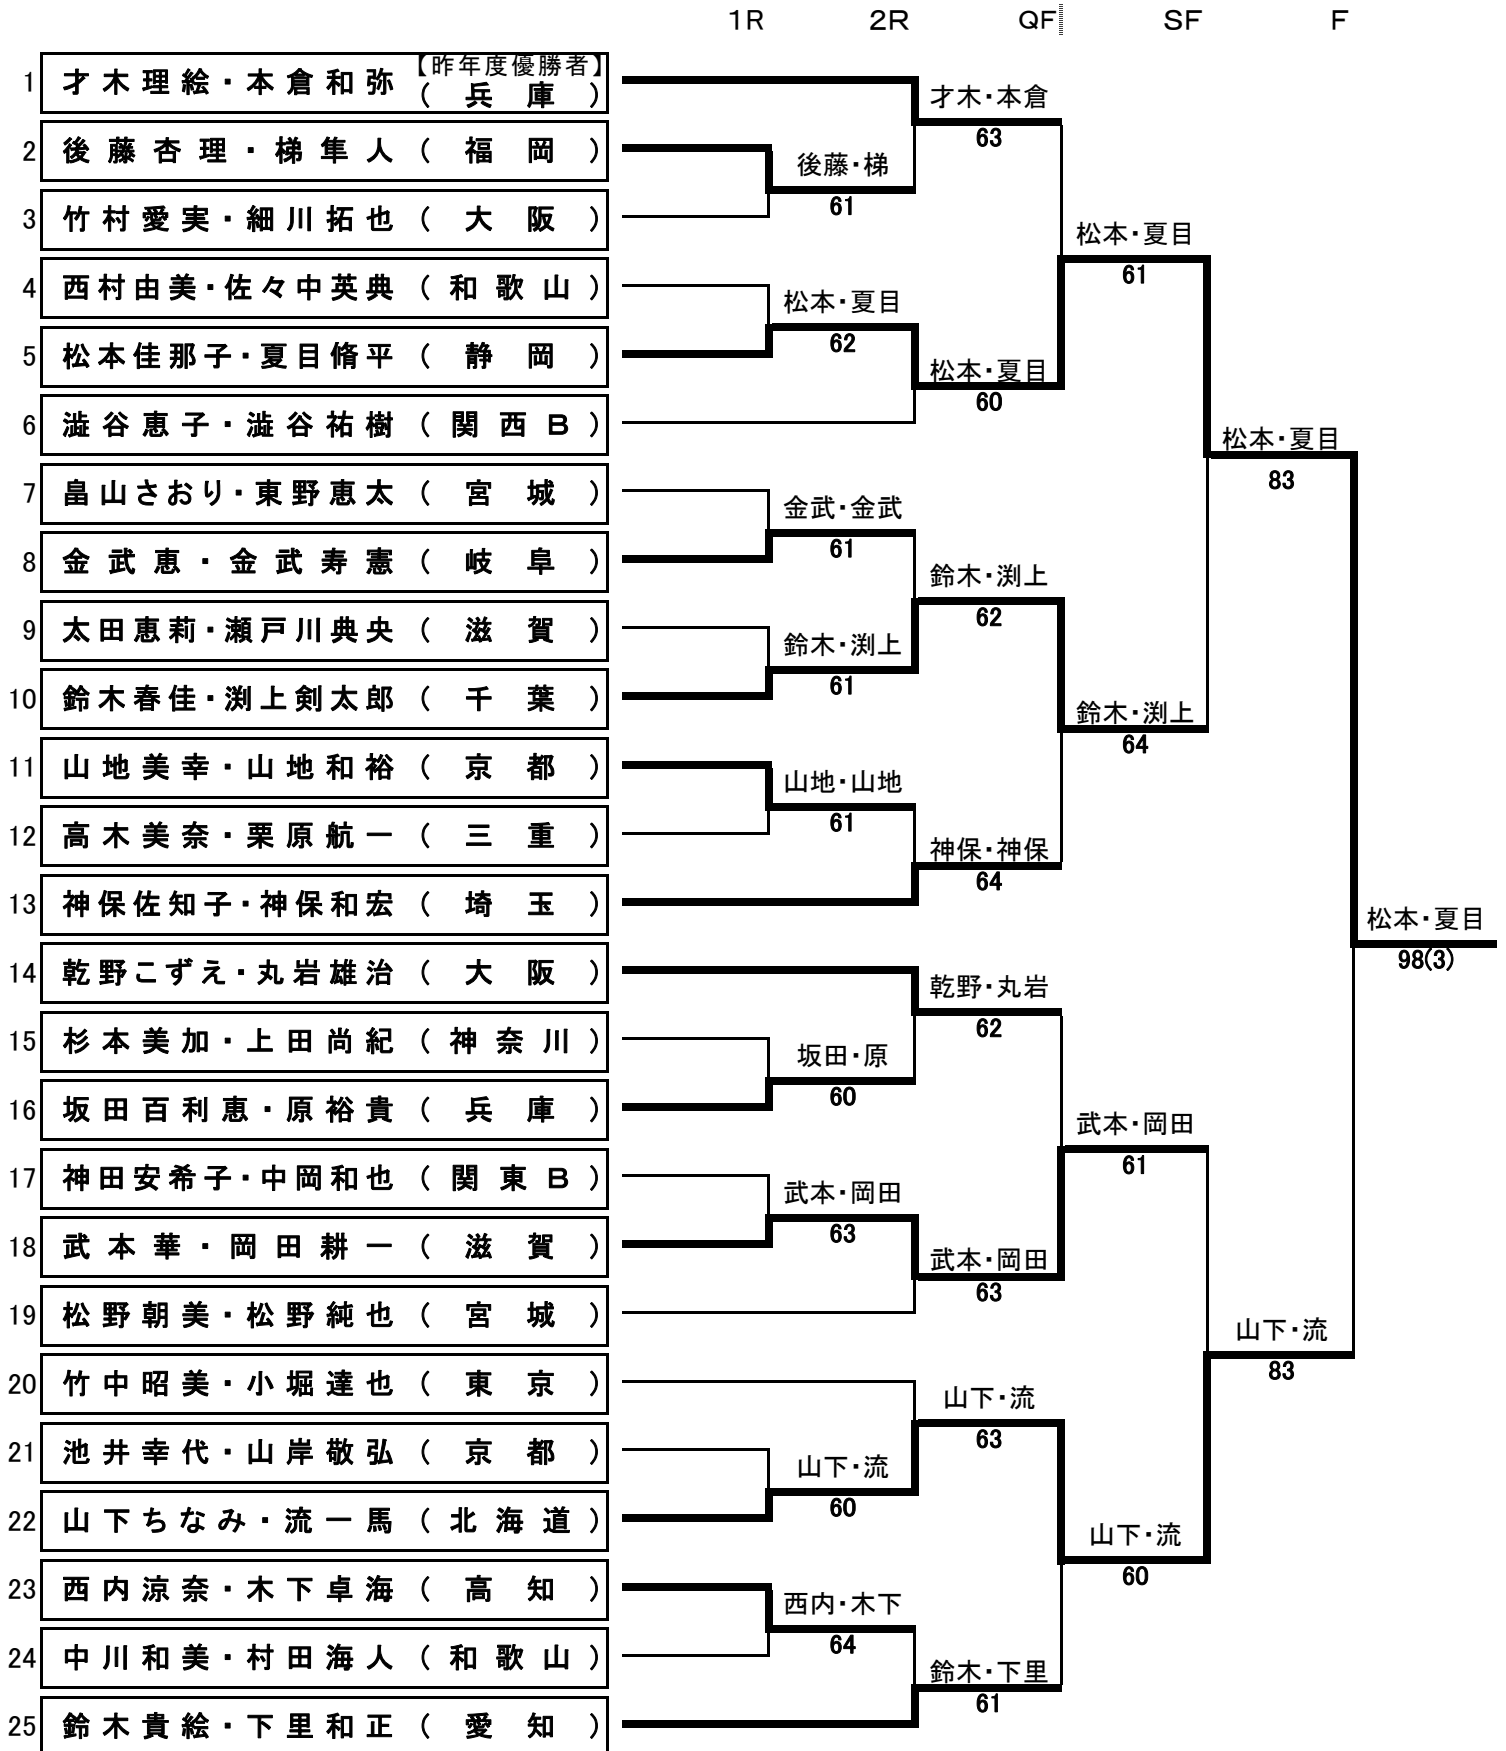 1R 2R QF SF F
1 才木理絵・本倉和弥 【昨年度優勝者】 (兵庫)
2 後藤杏理・梯隼人 (福岡)
3 竹村愛実・細川拓也 (大阪)
4 西村由美・佐々中英典 (和歌山)
5 松本佳那子・夏目脩平 (静岡)
6 澁谷恵子・澁谷祐樹 (関西B)
7 畠山さおり・東野恵太 (宮城)
8 金武恵・金武寿憲 (岐阜)
9 太田恵莉・瀬戸川典央 (滋賀)
10 鈴木春佳・渕上剣太郎 (千葉)
11 山地美幸・山地和裕 (京都)
12 高木美奈・栗原航一 (三重)
13 神保佐知子・神保和宏 (埼玉)
14 乾野こずえ・丸岩雄治 (大阪)
15 杉本美加・上田尚紀 (神奈川)
16 坂田百利恵・原裕貴 (兵庫)
17 神田安希子・中岡和也 (関東B)
18 武本華・岡田耕一 (滋賀)
19 松野朝美・松野純也 (宮城)
20 竹中昭美・小堀達也 (東京)
21 池井幸代・山岸敬弘 (京都)
22 山下ちなみ・流一馬 (北海道)
23 西内涼奈・木下卓海 (高知)
24 中川和美・村田海人 (和歌山)
25 鈴木貴絵・下里和正 (愛知)
後藤・梯
61
松本・夏目
62
金武・金武
61
鈴木・渕上
61
山地・山地
61
坂田・原
60
武本・岡田
63
山下・流
60
西内・木下
64
才木・本倉
63
松本・夏目
60
鈴木・渕上
62
神保・神保
64
乾野・丸岩
62
武本・岡田
63
山下・流
63
鈴木・下里
61
松本・夏目
61
鈴木・渕上
64
武本・岡田
61
山下・流
60
松本・夏目
83
山下・流
83
松本・夏目
98(3)